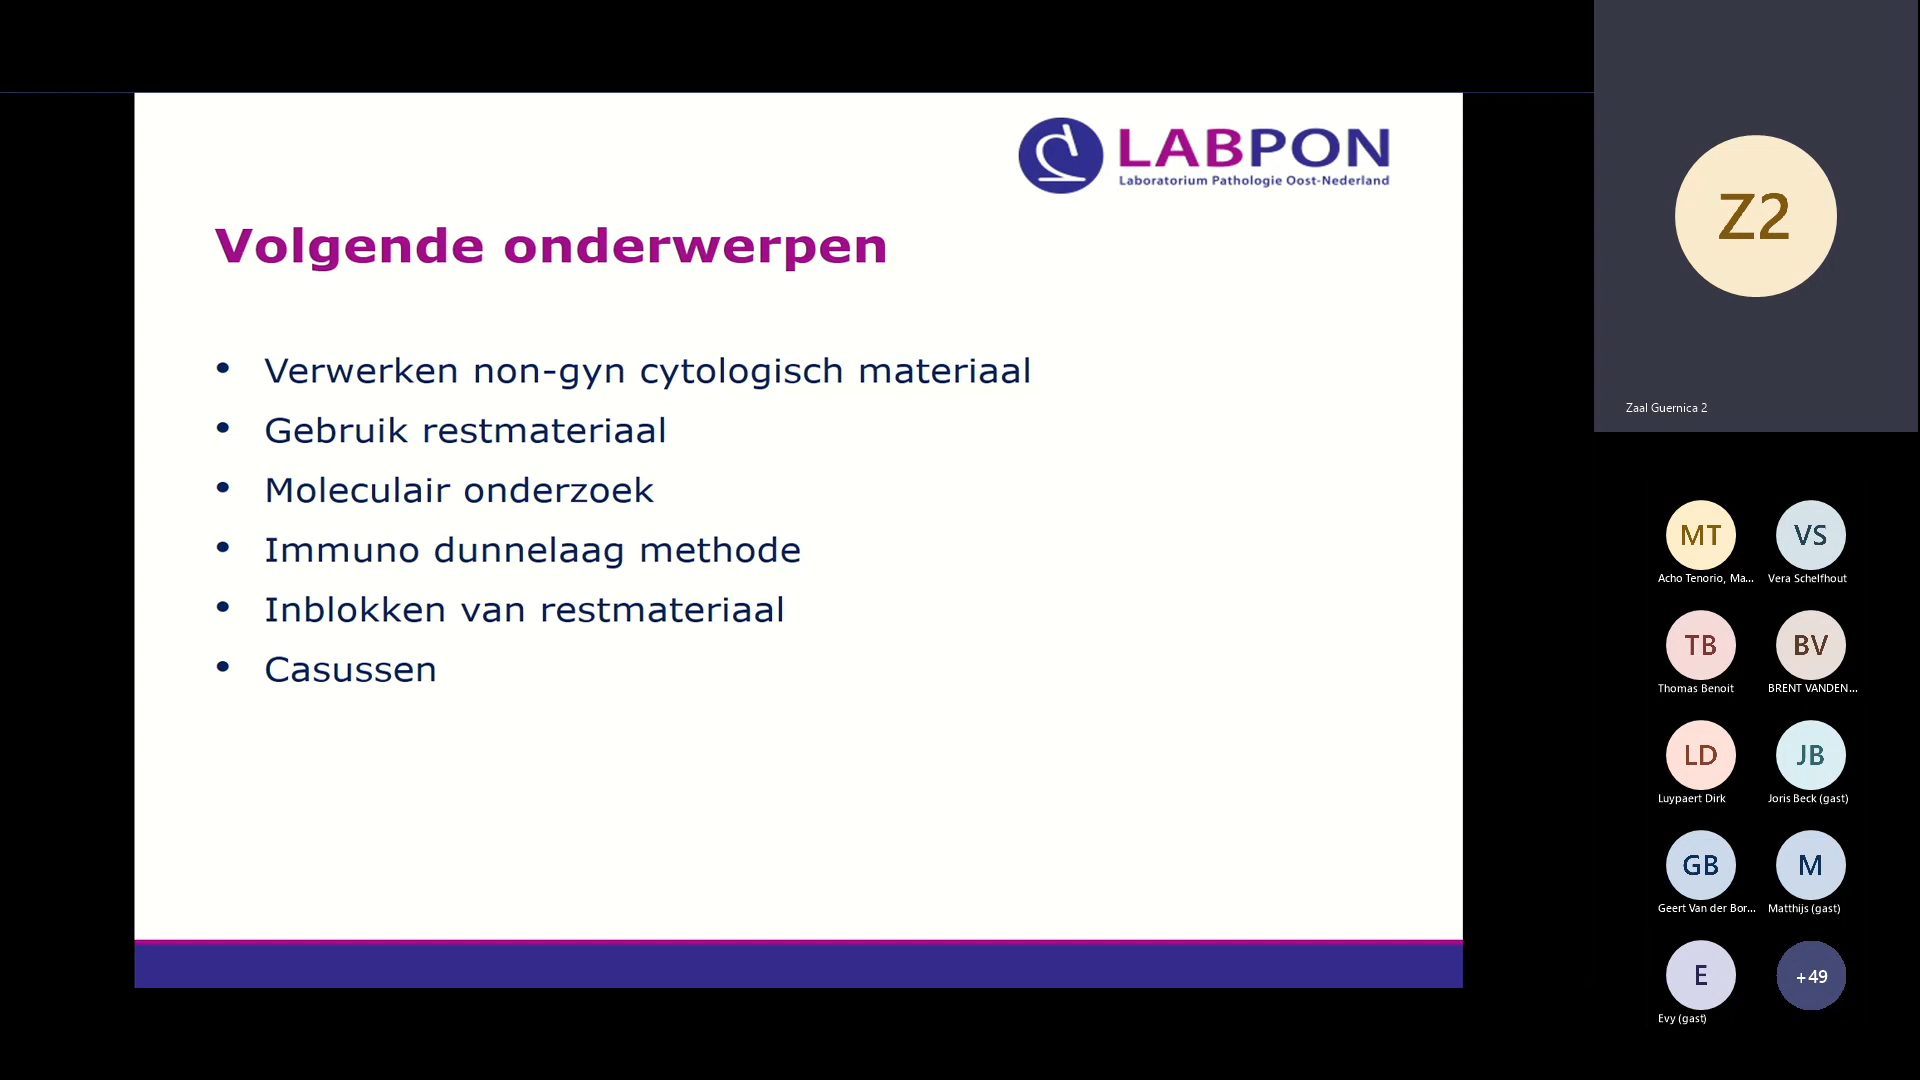 LABPON
Laboratorium Pathologie Oost-Nederland
Volgende onderwerpen
• Verwerken non-gyn cytologisch materiaal
• Gebruik restmateriaal
• Moleculair onderzoek
• Immuno dunnelaag methode
• Inblokken van restmateriaal
• Casussen
Z2
Zaal Guernica 2
MT VS
Acho Tenorio, Ma... Vera Schelfhout
TB BV
Thomas Benoit BRENT VANDEN...
LD JB
Luypaert Dirk Joris Beck (gast)
GB M
Geert Van der Bor... Matthijs (gast)
E +49
Evy (gast)